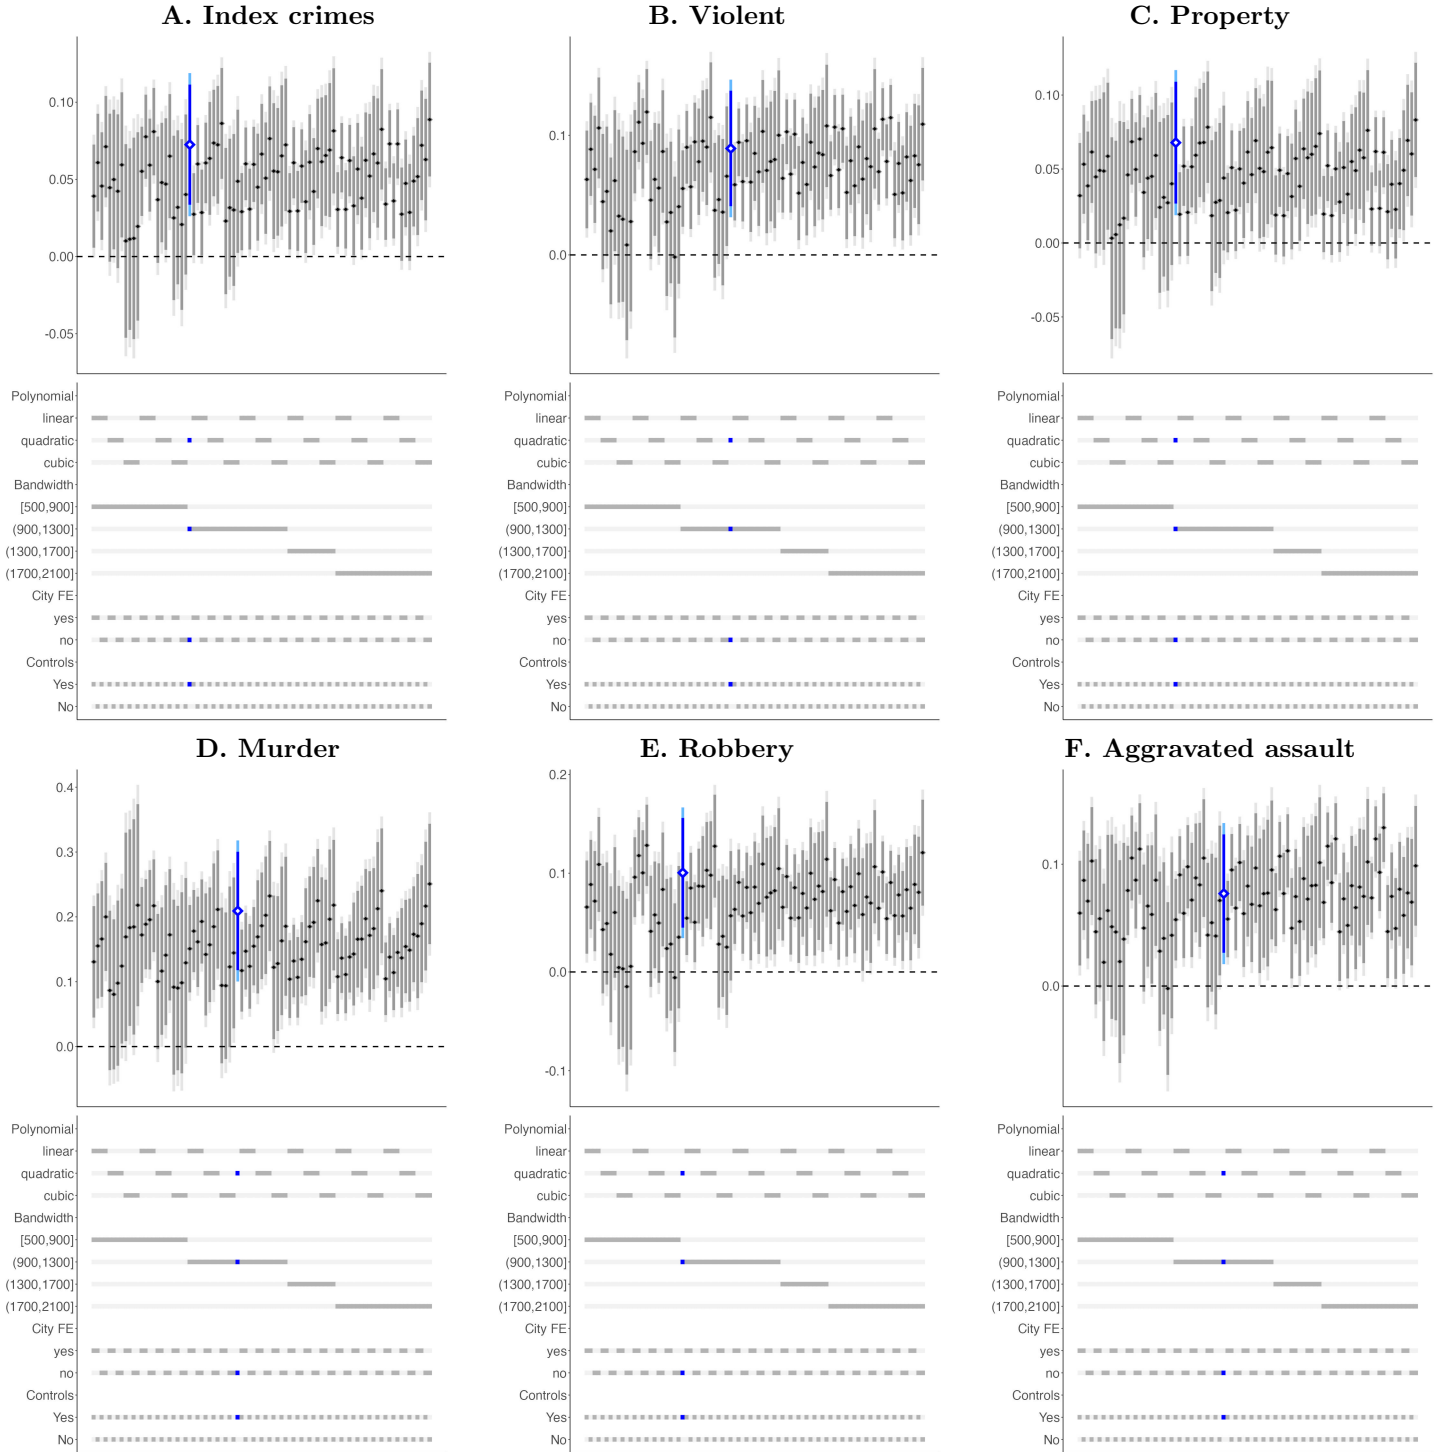 A. Index crimes
0.10
0.05
0.00
-0.05
Polynomial
linear
quadratic
cubic
Bandwidth
[500,900]
(900,1300]
(1300,1700]
(1700,2100]
City FE
yes
no
Controls
Yes
No
B. Violent
0.1
0.0
Polynomial
linear
quadratic
cubic
Bandwidth
[500,900]
(900,1300]
(1300,1700]
(1700,2100]
City FE
yes
no
Controls
Yes
No
C. Property
0.10
0.05
0.00
-0.05
Polynomial
linear
quadratic
cubic
Bandwidth
[500,900]
(900,1300]
(1300,1700]
(1700,2100]
City FE
yes
no
Controls
Yes
No
D. Murder
0.4
0.3
0.2
0.1
0.0
Polynomial
linear
quadratic
cubic
Bandwidth
[500,900]
(900,1300]
(1300,1700]
(1700,2100]
City FE
yes
no
Controls
Yes
No
E. Robbery
0.2
0.1
0.0
-0.1
Polynomial
linear
quadratic
cubic
Bandwidth
[500,900]
(900,1300]
(1300,1700]
(1700,2100]
City FE
yes
no
Controls
Yes
No
F. Aggravated assault
0.1
0.0
Polynomial
linear
quadratic
cubic
Bandwidth
[500,900]
(900,1300]
(1300,1700]
(1700,2100]
City FE
yes
no
Controls
Yes
No